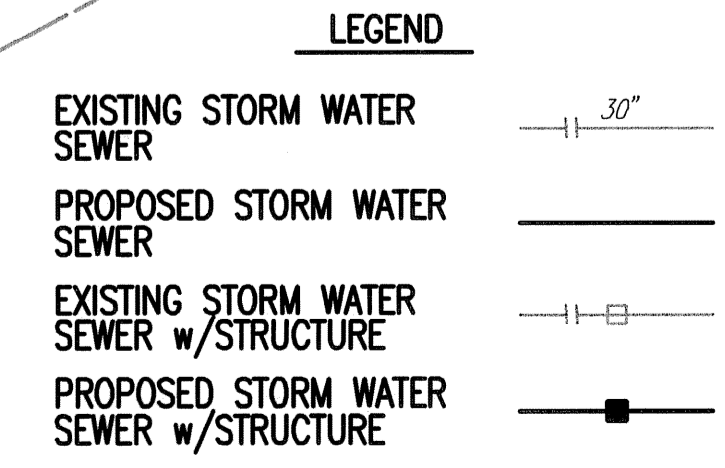 LEGEND
EXISTING STORM WATER
SEWER
30"
PROPOSED STORM WATER
SEWER
EXISTING STORM WATER
SEWER w/STRUCTURE
PROPOSED STORM WATER
SEWER w/STRUCTURE